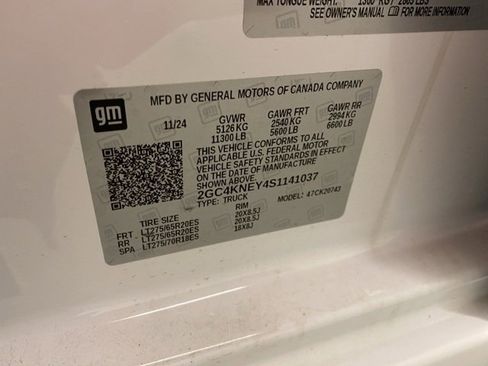 MAX TONGUE WEIGHT: 1300 KG / 2865 LBS
SEE OWNER'S MANUAL FOR MORE INFORMATION
gm
MFD BY GENERAL MOTORS OF CANADA COMPANY
11/24 GVWR GAWR FRT GAWR RR
5126 KG 2540 KG 2994 KG
11300 LB 5600 LB 6600 LB
THIS VEHICLE CONFORMS TO ALL
APPLICABLE U.S. FEDERAL MOTOR
VEHICLE SAFETY STANDARDS IN EFFECT
ON THE DATE OF MANUFACTURE SHOWN ABOVE.
2GC4KNEY4S1141037
TYPE: TRUCK MODEL: 47CK20743
TIRE SIZE RIM
FRT LT275/65R20ES 20X8.5J
RR LT275/65R20ES 20X8.5J
SPA LT275/70R18ES 18X8J